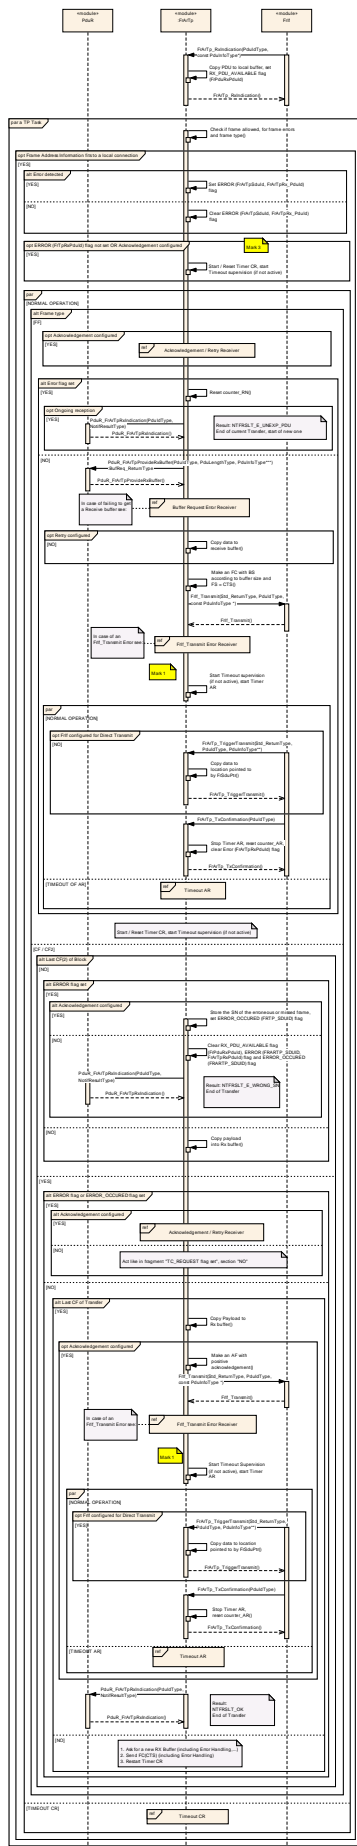 «module»
PduR
«module»
FrArTp
«module»
FrIf
FrArTp_RxIndication(PduIdType,
const PduInfoType*)
Copy PDU to local buffer, set
RX_PDU_AVAILABLE flag
(FlPduRxPduId)
FrArTp_RxIndication()
par a TP Task
Check if frame allowed, for frame errors
and frame type()
opt Frame Address Information fits to a local connection
[YES]
alt Error detected
[YES]
Set ERROR (FrArTpSduId, FrArTpRx_PduId)
flag
[NO]
Clear ERROR (FrArTpSduId, FrArTpRx_PduId)
flag
opt ERROR (FrTpRxPduId) flag not set OR Acknowledgement configured
[YES]
Mark 3
Start / Reset Timer CR, start
Timeout supervision (if not active)
par
[NORMAL OPERATION]
alt Frame type
[FF]
opt Acknowledgement configured
[YES]
ref
Acknowledgement / Retry Receiver
alt Error flag set
[YES]
Reset counter_RN()
opt Ongoing reception
[YES]
PduR_FrArTpRxIndication(PduIdType,
NotifResultType)
PduR_FrArTpRxIndication()
Result: NTFRSLT_E_UNEXP_PDU
End of current Transfer, start of new one
[NO]
PduR_FrArTpProvideRxBuffer(PduIdType, PduLengthType, PduInfoType***)
BufReq_ReturnType
PduR_FrArTpProvideRxBuffer()
In case of failing to get
a Receive buffer see:
ref
Buffer Request Error Receiver
opt Retry configured
[NO]
Copy data to
receive buffer()
Make an FC with BS
according to buffer size and
FS = CTS()
FrIf_Transmit(Std_ReturnType, PduIdType,
const PduInfoType *)
FrIf_Transmit()
In case of an
FrIf_Transmit Error see:
ref
FrIf_Transmit Error Receiver
Mark 1
Start Timeout supervision
(if not active), start Timer
AR
par
[NORMAL OPERATION]
opt FrIf configured for Direct Transmit
[NO]
FrArTp_TriggerTransmit(Std_ReturnType,
PduIdType, PduInfoType**)
Copy data to
location pointed to
by FlSduPtr()
FrArTp_TriggerTransmit()
FrArTp_TxConfirmation(PduIdType)
Stop Timer AR, reset counter_AR,
clear Error (FrArTpRxPduId) flag
FrArTp_TxConfirmation()
[TIMEOUT OF AR]
ref
Timeout AR
Start / Reset Timer CR, start Timeout supervision (if not active)
[CF / CF2]
alt Last CF(2) of Block
[NO]
alt ERROR flag set
[YES]
alt Acknowledgement configured
[YES]
Store the SN of the erroneous or missed frame,
set ERROR_OCCURED (FRTP_SDUID) flag
[NO]
Clear RX_PDU_AVAILABLE flag
(FlPduRxPduId), ERROR (FRARTP_SDUID,
FrArTpRx_PduId) flag and ERROR_OCCURED
(FRARTP_SDUID) flag
PduR_FrArTpRxIndication(PduIdType,
NotifResultType)
Result: NTFRSLT_E_WRONG_SN
End of Transfer
PduR_FrArTpRxIndication()
[NO]
Copy payload
into Rx buffer()
[YES]
alt ERROR flag or ERROR_OCCURED flag set
[YES]
alt Acknowledgement configured
[YES]
ref
Acknowledgement / Retry Receiver
[NO]
Act like in fragment "TC_REQUEST flag set", section "NO"
[NO]
alt Last CF of Transfer
[YES]
Copy Payload to
Rx buffer()
opt Acknowledgement configured
[YES]
Make an AF with
positive
acknowledgement()
FrIf_Transmit(Std_ReturnType, PduIdType,
const PduInfoType *)
FrIf_Transmit()
In case of an
FrIf_Transmit Error see:
ref
FrIf_Transmit Error Receiver
Mark 1
Start Timeout Supervision
(if not active), start Timer
AR
par
[NORMAL OPERATION]
opt FrIf configured for Direct Transmit
[YES]
FrArTp_TriggerTransmit(Std_ReturnType,
PduIdType, PduInfoType**)
Copy data to location
pointed to by FlSduPtr()
FrArTp_TriggerTransmit()
FrArTp_TxConfirmation(PduIdType)
Stop Timer AR,
reset counter_AR()
FrArTp_TxConfirmation()
[TIMEOUT AR]
ref
Timeout AR
PduR_FrArTpRxIndication(PduIdType,
NotifResultType)
Result:
NTFRSLT_OK
End of Transfer
PduR_FrArTpRxIndication()
[NO]
1. Ask for a new RX Buffer (including Error Handling,...)
2. Send FC(CTS) (including Error Handling)
3. Restart Timer CR
[TIMEOUT CR]
ref
Timeout CR